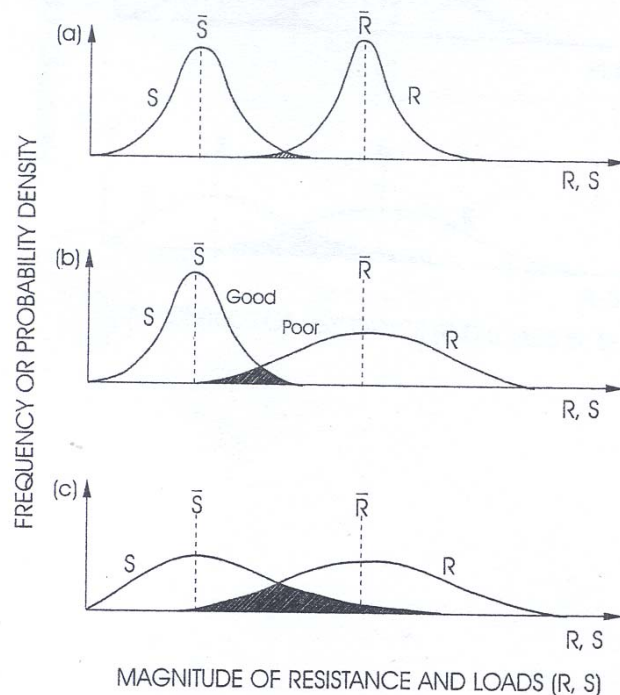 FREQUENCY OR PROBABILITY DENSITY
(a)
S̄
R̄
S
R
R, S
(b)
S̄
R̄
S
Good
Poor
R
R, S
(c)
S̄
R̄
S
R
R, S
MAGNITUDE OF RESISTANCE AND LOADS (R, S)